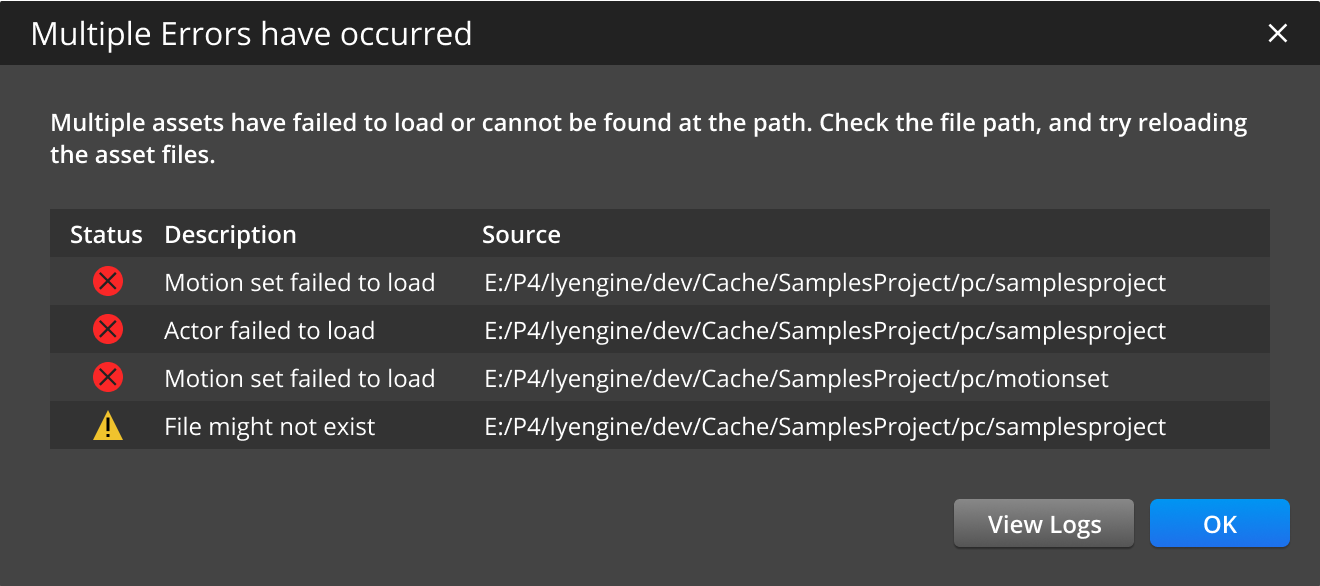 Multiple Errors have occurred
Multiple assets have failed to load or cannot be found at the path. Check the file path, and try reloading
the asset files.
Status Description Source
Motion set failed to load E:/P4/lyengine/dev/Cache/SamplesProject/pc/samplesproject
Actor failed to load E:/P4/lyengine/dev/Cache/SamplesProject/pc/samplesproject
Motion set failed to load E:/P4/lyengine/dev/Cache/SamplesProject/pc/motionset
File might not exist E:/P4/lyengine/dev/Cache/SamplesProject/pc/samplesproject
View Logs OK